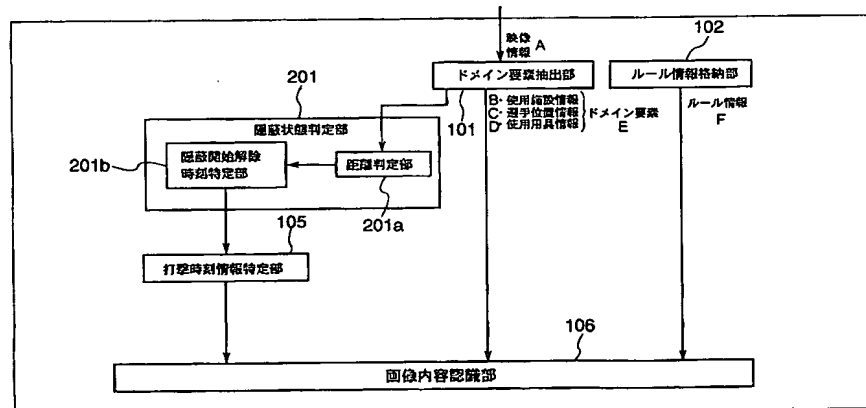 映像
情報 A
102
ドメイン要素抽出部
ルール情報格納部
201
101
B・使用施設情報
C・選手位置情報
D・使用用具情報
ドメイン要素
E
ルール情報
F
隠蔽状態判定部
201b
隠蔽開始解除
時刻特定部
距離判定部
201a
105
打撃時刻情報特定部
106
画像内容認識部